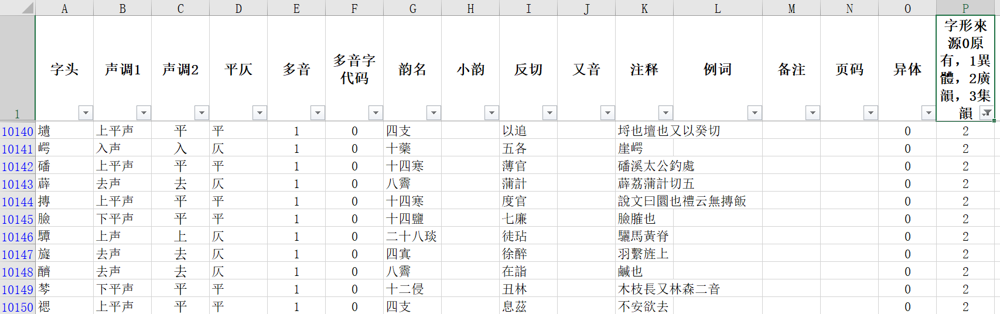 A B C D E F G H I J K L M N O P
1 字头 声调1 声调2 平仄 多音 多音字代码 韵名 小韵 反切 又音 注释 例词 备注 页码 异体 字形來源0原有，1異體，2廣韻，3集韻
10140 壝 上平声 平 平 1 0 四支 以追 埒也壇也又以癸切 0 2
10141 崿 入声 入 仄 1 0 十藥 五各 崖崿 0 2
10142 磻 上平声 平 平 1 0 十四寒 薄官 磻溪太公釣處 0 2
10143 薜 去声 去 仄 1 0 八霽 蒲計 薜荔蒲計切五 0 2
10144 摶 上平声 平 平 1 0 十四寒 度官 說文曰圜也禮云無摶飯 0 2
10145 臉 下平声 平 平 1 0 十四鹽 七廉 臉臛也 0 2
10146 驔 上声 上 仄 1 0 二十八琰 徒玷 驪馬黃脊 0 2
10147 旞 去声 去 仄 1 0 四寘 徐醉 羽繫旌上 0 2
10148 醑 去声 去 仄 1 0 八霽 在詣 鹹也 0 2
10149 棽 下平声 平 平 1 0 十二侵 丑林 木枝長又林森二音 0 2
10150 禗 上平声 平 平 1 0 四支 息茲 不安欲去 0 2